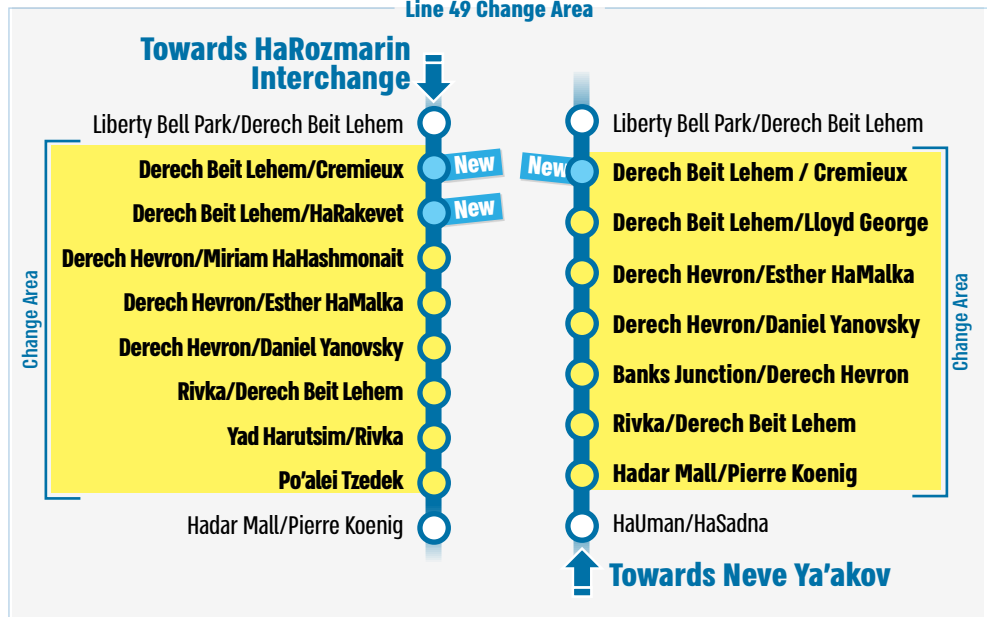 Line 49 Change Area
Towards HaRozmarin
Interchange
Liberty Bell Park/Derech Beit Lehem
Derech Beit Lehem/Cremieux
New
Derech Beit Lehem/HaRakevet
New
Derech Hevron/Miriam HaHashmonait
Derech Hevron/Esther HaMalka
Derech Hevron/Daniel Yanovsky
Rivka/Derech Beit Lehem
Yad Harutsim/Rivka
Po'alei Tzedek
Hadar Mall/Pierre Koenig
Change Area
Liberty Bell Park/Derech Beit Lehem
New
Derech Beit Lehem / Cremieux
Derech Beit Lehem/Lloyd George
Derech Hevron/Esther HaMalka
Derech Hevron/Daniel Yanovsky
Banks Junction/Derech Hevron
Rivka/Derech Beit Lehem
Hadar Mall/Pierre Koenig
HaUman/HaSadna
Change Area
Towards Neve Ya'akov